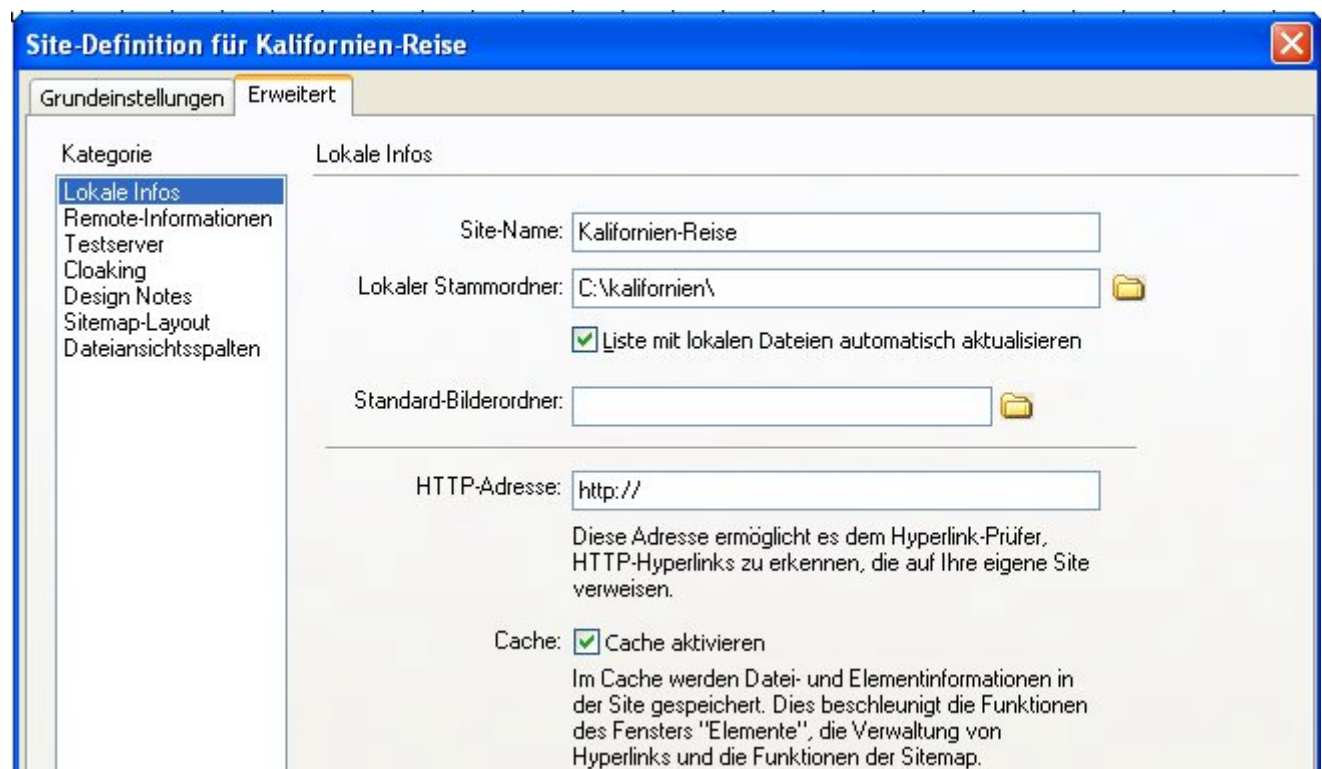 Site-Definition für Kalifornien-Reise
Grundeinstellungen
Erweitert
Kategorie
Lokale Infos
Remote-Informationen
Testserver
Cloaking
Design Notes
Sitemap-Layout
Dateiansichtsspalten
Lokale Infos
Site-Name: Kalifornien-Reise
Lokaler Stammordner: C:\kalifornien\
Liste mit lokalen Dateien automatisch aktualisieren
Standard-Bilderordner:
HTTP-Adresse: http://
Diese Adresse ermöglicht es dem Hyperlink-Prüfer,
HTTP-Hyperlinks zu erkennen, die auf Ihre eigene Site
verweisen.
Cache: Cache aktivieren
Im Cache werden Datei- und Elementinformationen in
der Site gespeichert. Dies beschleunigt die Funktionen
des Fensters "Elemente", die Verwaltung von
Hyperlinks und die Funktionen der Sitemap.